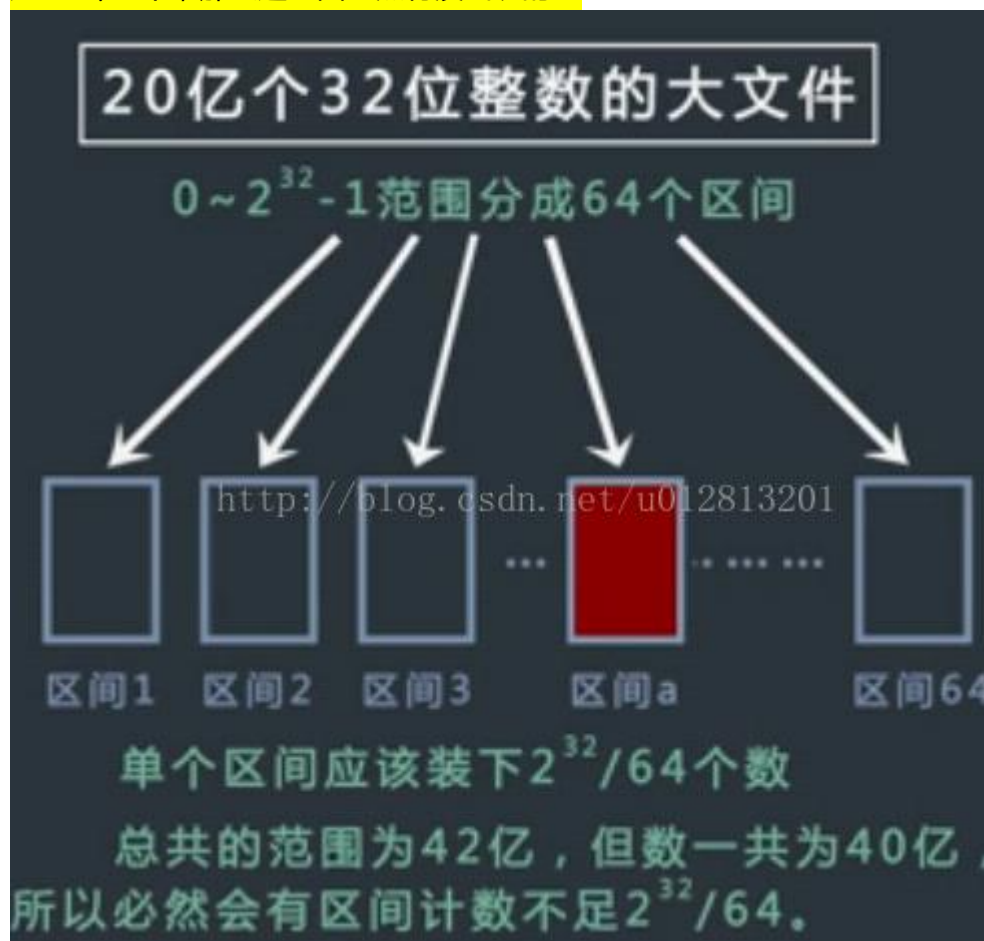 20亿个32位整数的大文件
0~2³²-1范围分成64个区间
http://blog.csdn.net/u012813201
... ... ...
区间1 区间2 区间3 区间a 区间64
单个区间应该装下2³²/64个数
总共的范围为42亿，但数一共为40亿，
所以必然会有区间计数不足2³²/64。